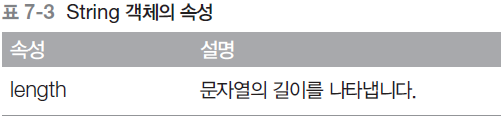 표 7-3 String 객체의 속성
속성 설명
length 문자열의 길이를 나타냅니다.